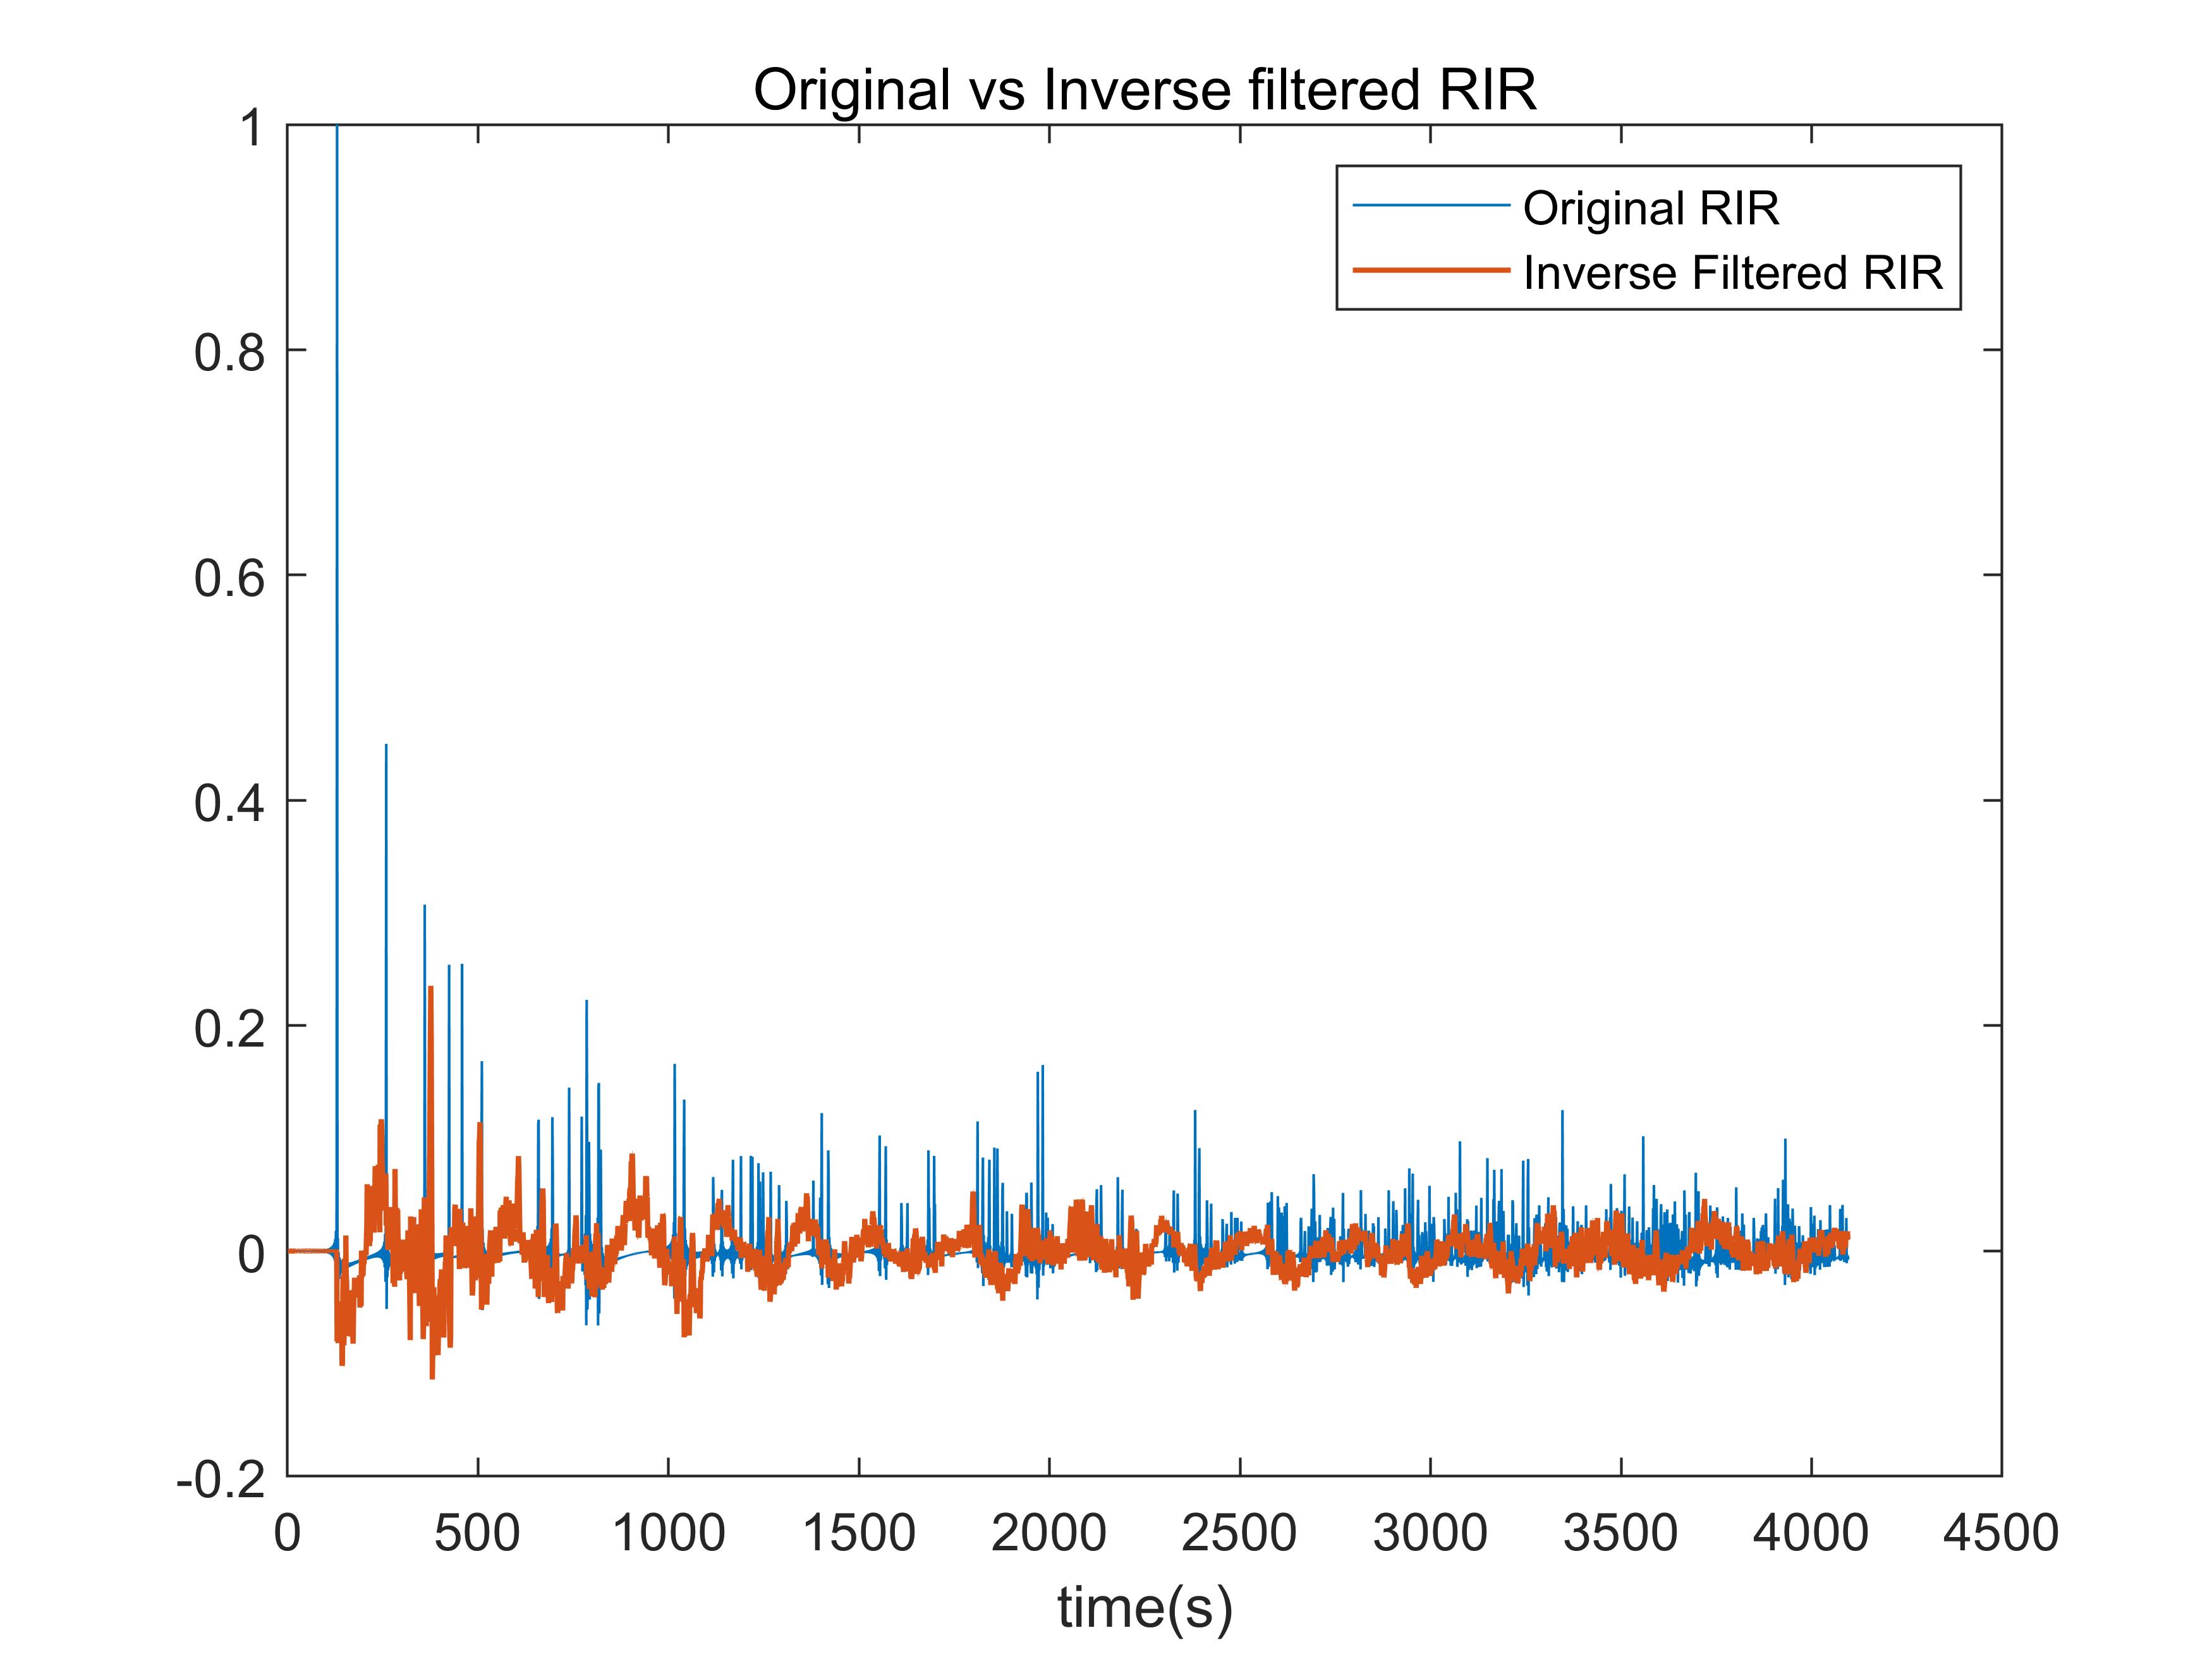 Original vs Inverse filtered RIR
Original RIR
Inverse Filtered RIR
1
0.8
0.6
0.4
0.2
0
-0.2
0 500 1000 1500 2000 2500 3000 3500 4000 4500
time(s)